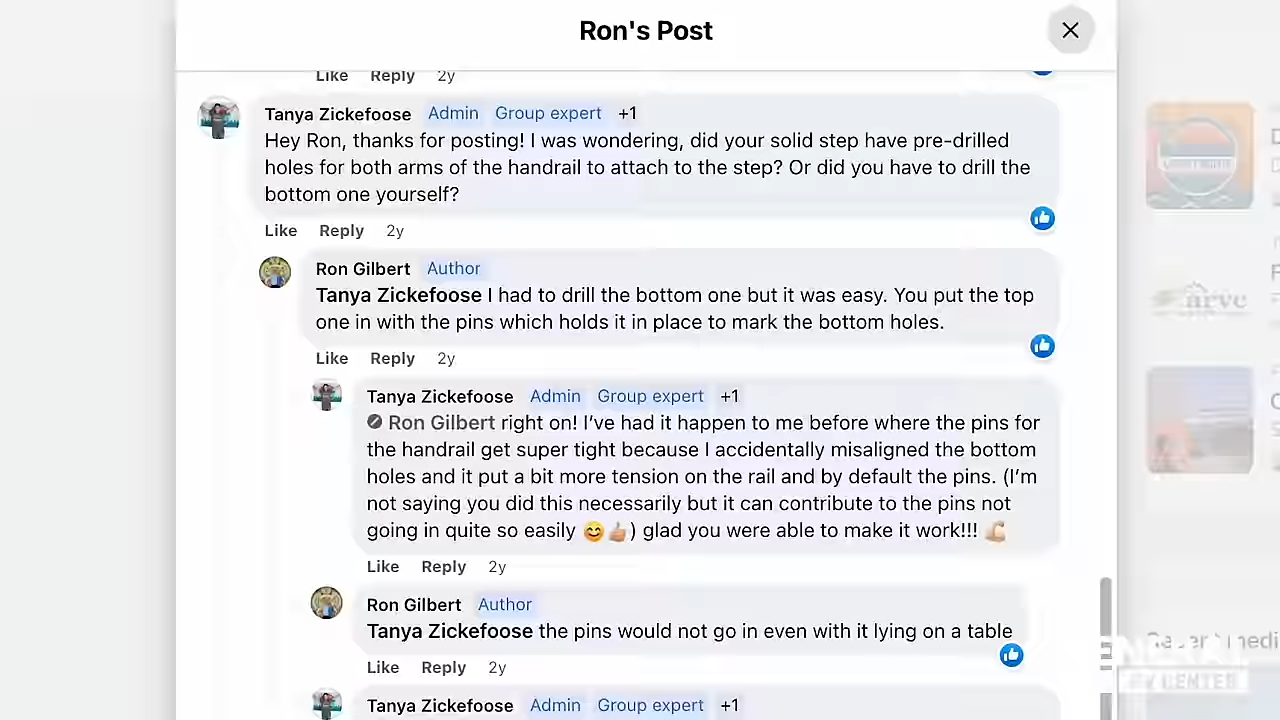 Ron's Post
Like Reply 2y
Tanya Zickefoose Admin Group expert +1
Hey Ron, thanks for posting! I was wondering, did your solid step have pre-drilled
holes for both arms of the handrail to attach to the step? Or did you have to drill the
bottom one yourself?
Like Reply 2y
Ron Gilbert Author
Tanya Zickefoose I had to drill the bottom one but it was easy. You put the top
one in with the pins which holds it in place to mark the bottom holes.
Like Reply 2y
Tanya Zickefoose Admin Group expert +1
Ron Gilbert right on! I’ve had it happen to me before where the pins for
the handrail get super tight because I accidentally misaligned the bottom
holes and it put a bit more tension on the rail and by default the pins. (I’m
not saying you did this necessarily but it can contribute to the pins not
going in quite so easily 😊👍🏼) glad you were able to make it work!!! 💪🏼
Like Reply 2y
Ron Gilbert Author
Tanya Zickefoose the pins would not go in even with it lying on a table
Like Reply 2y
Tanya Zickefoose Admin Group expert +1
RV CENTER